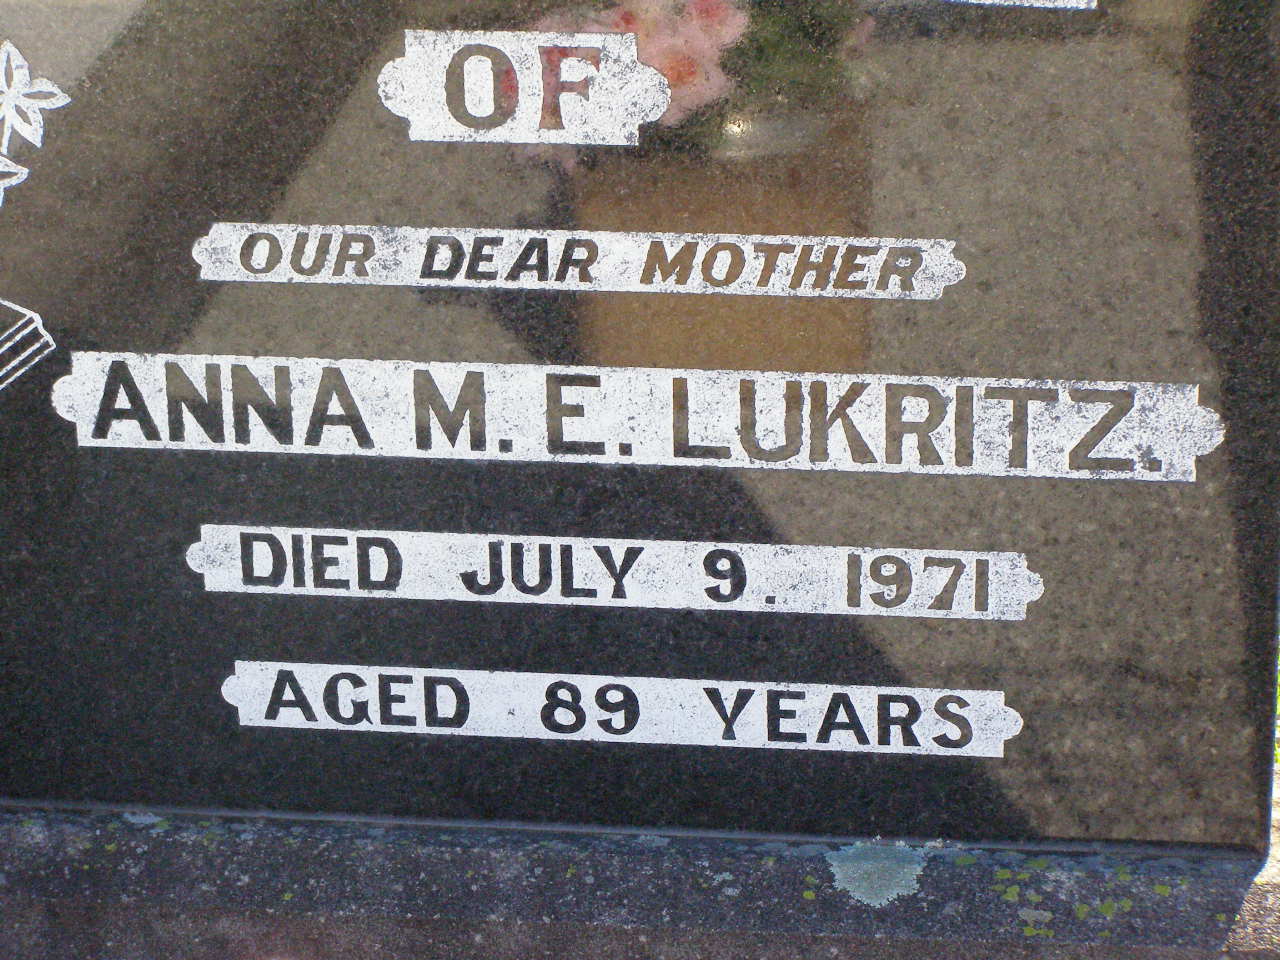 OF
OUR DEAR MOTHER
ANNA M. E. LUKRITZ.
DIED JULY 9. 1971
AGED 89 YEARS